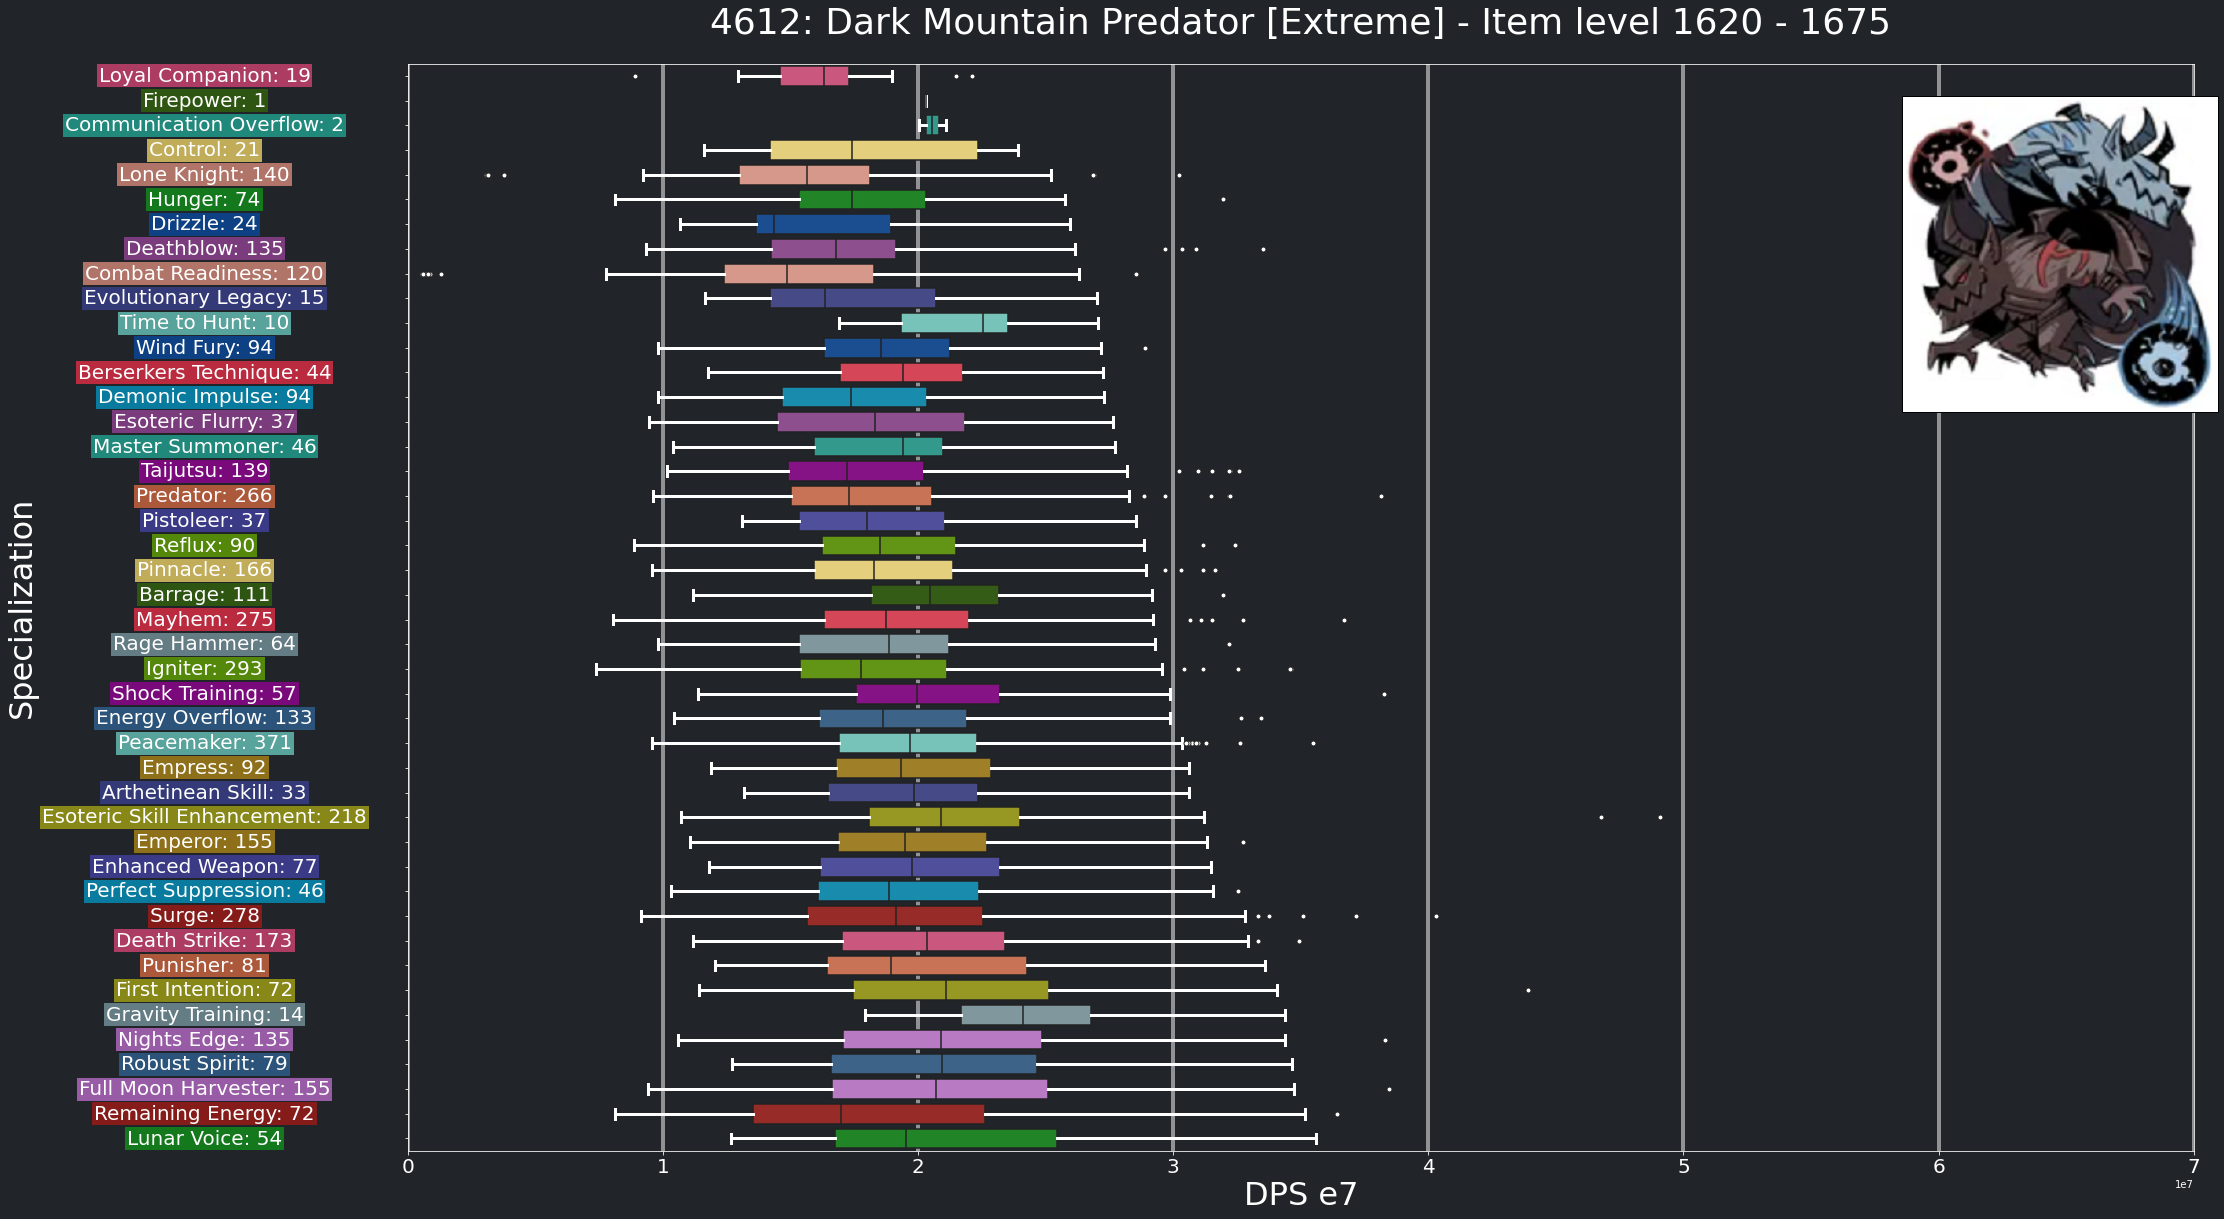 4612: Dark Mountain Predator [Extreme] - Item level 1620 - 1675
Specialization
Loyal Companion: 19
Firepower: 1
Communication Overflow: 2
Control: 21
Lone Knight: 140
Hunger: 74
Drizzle: 24
Deathblow: 135
Combat Readiness: 120
Evolutionary Legacy: 15
Time to Hunt: 10
Wind Fury: 94
Berserkers Technique: 44
Demonic Impulse: 94
Esoteric Flurry: 37
Master Summoner: 46
Taijutsu: 139
Predator: 266
Pistoleer: 37
Reflux: 90
Pinnacle: 166
Barrage: 111
Mayhem: 275
Rage Hammer: 64
Igniter: 293
Shock Training: 57
Energy Overflow: 133
Peacemaker: 371
Empress: 92
Arthetinean Skill: 33
Esoteric Skill Enhancement: 218
Emperor: 155
Enhanced Weapon: 77
Perfect Suppression: 46
Surge: 278
Death Strike: 173
Punisher: 81
First Intention: 72
Gravity Training: 14
Nights Edge: 135
Robust Spirit: 79
Full Moon Harvester: 155
Remaining Energy: 72
Lunar Voice: 54
0 1 2 3 4 5 6 7
1e7
DPS e7